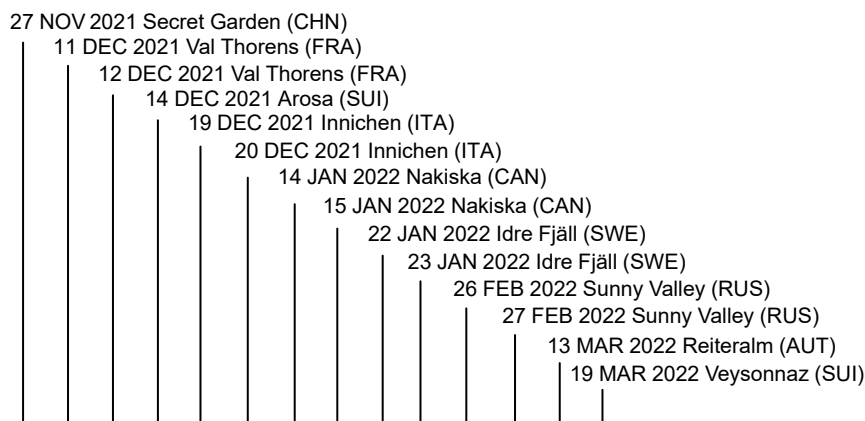 27 NOV 2021 Secret Garden (CHN)
11 DEC 2021 Val Thorens (FRA)
12 DEC 2021 Val Thorens (FRA)
14 DEC 2021 Arosa (SUI)
19 DEC 2021 Innichen (ITA)
20 DEC 2021 Innichen (ITA)
14 JAN 2022 Nakiska (CAN)
15 JAN 2022 Nakiska (CAN)
22 JAN 2022 Idre Fjäll (SWE)
23 JAN 2022 Idre Fjäll (SWE)
26 FEB 2022 Sunny Valley (RUS)
27 FEB 2022 Sunny Valley (RUS)
13 MAR 2022 Reiteralm (AUT)
19 MAR 2022 Veysonnaz (SUI)